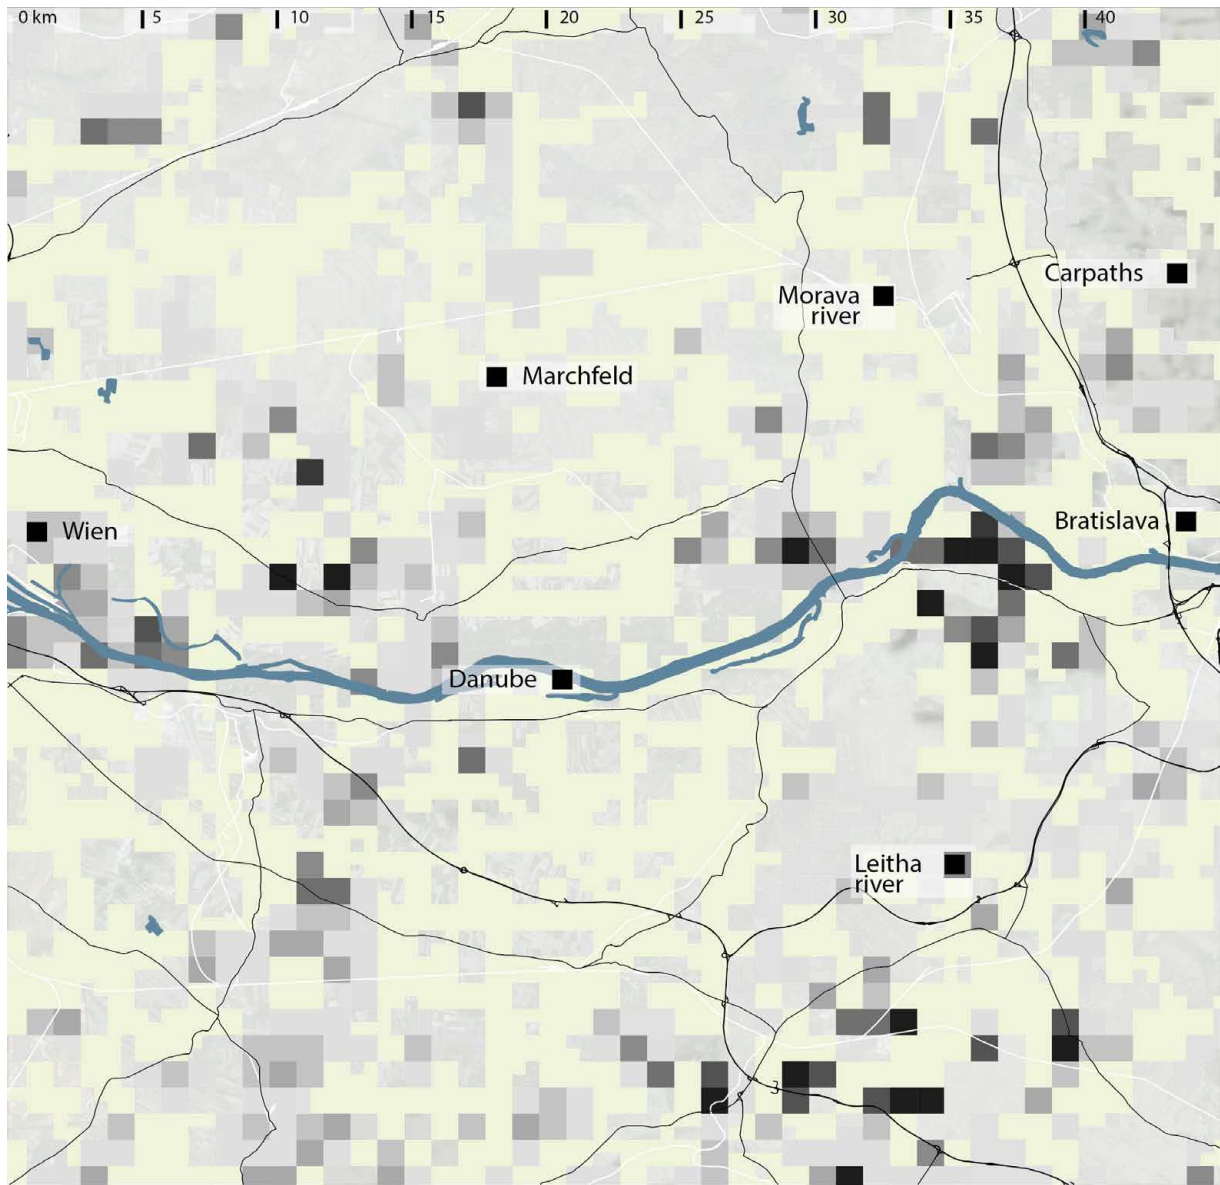 0 km 5 10 15 20 25 30 35 40
Carpaths
Morava
river
Marchfeld
Bratislava
Wien
Danube
Leitha
river